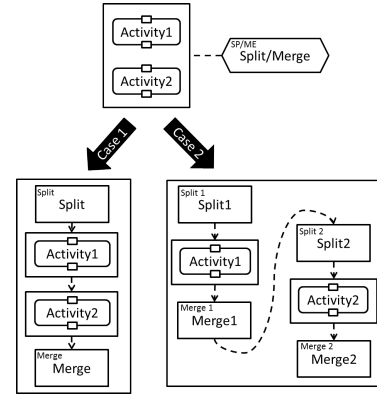 Activity1
Activity2
SP/ME
Split/Merge
Case 1
Case 2
Split
Split
Activity1
Activity2
Merge
Merge
Split 1
Split1
Activity1
Merge 1
Merge1
Split 2
Split2
Activity2
Merge 2
Merge2